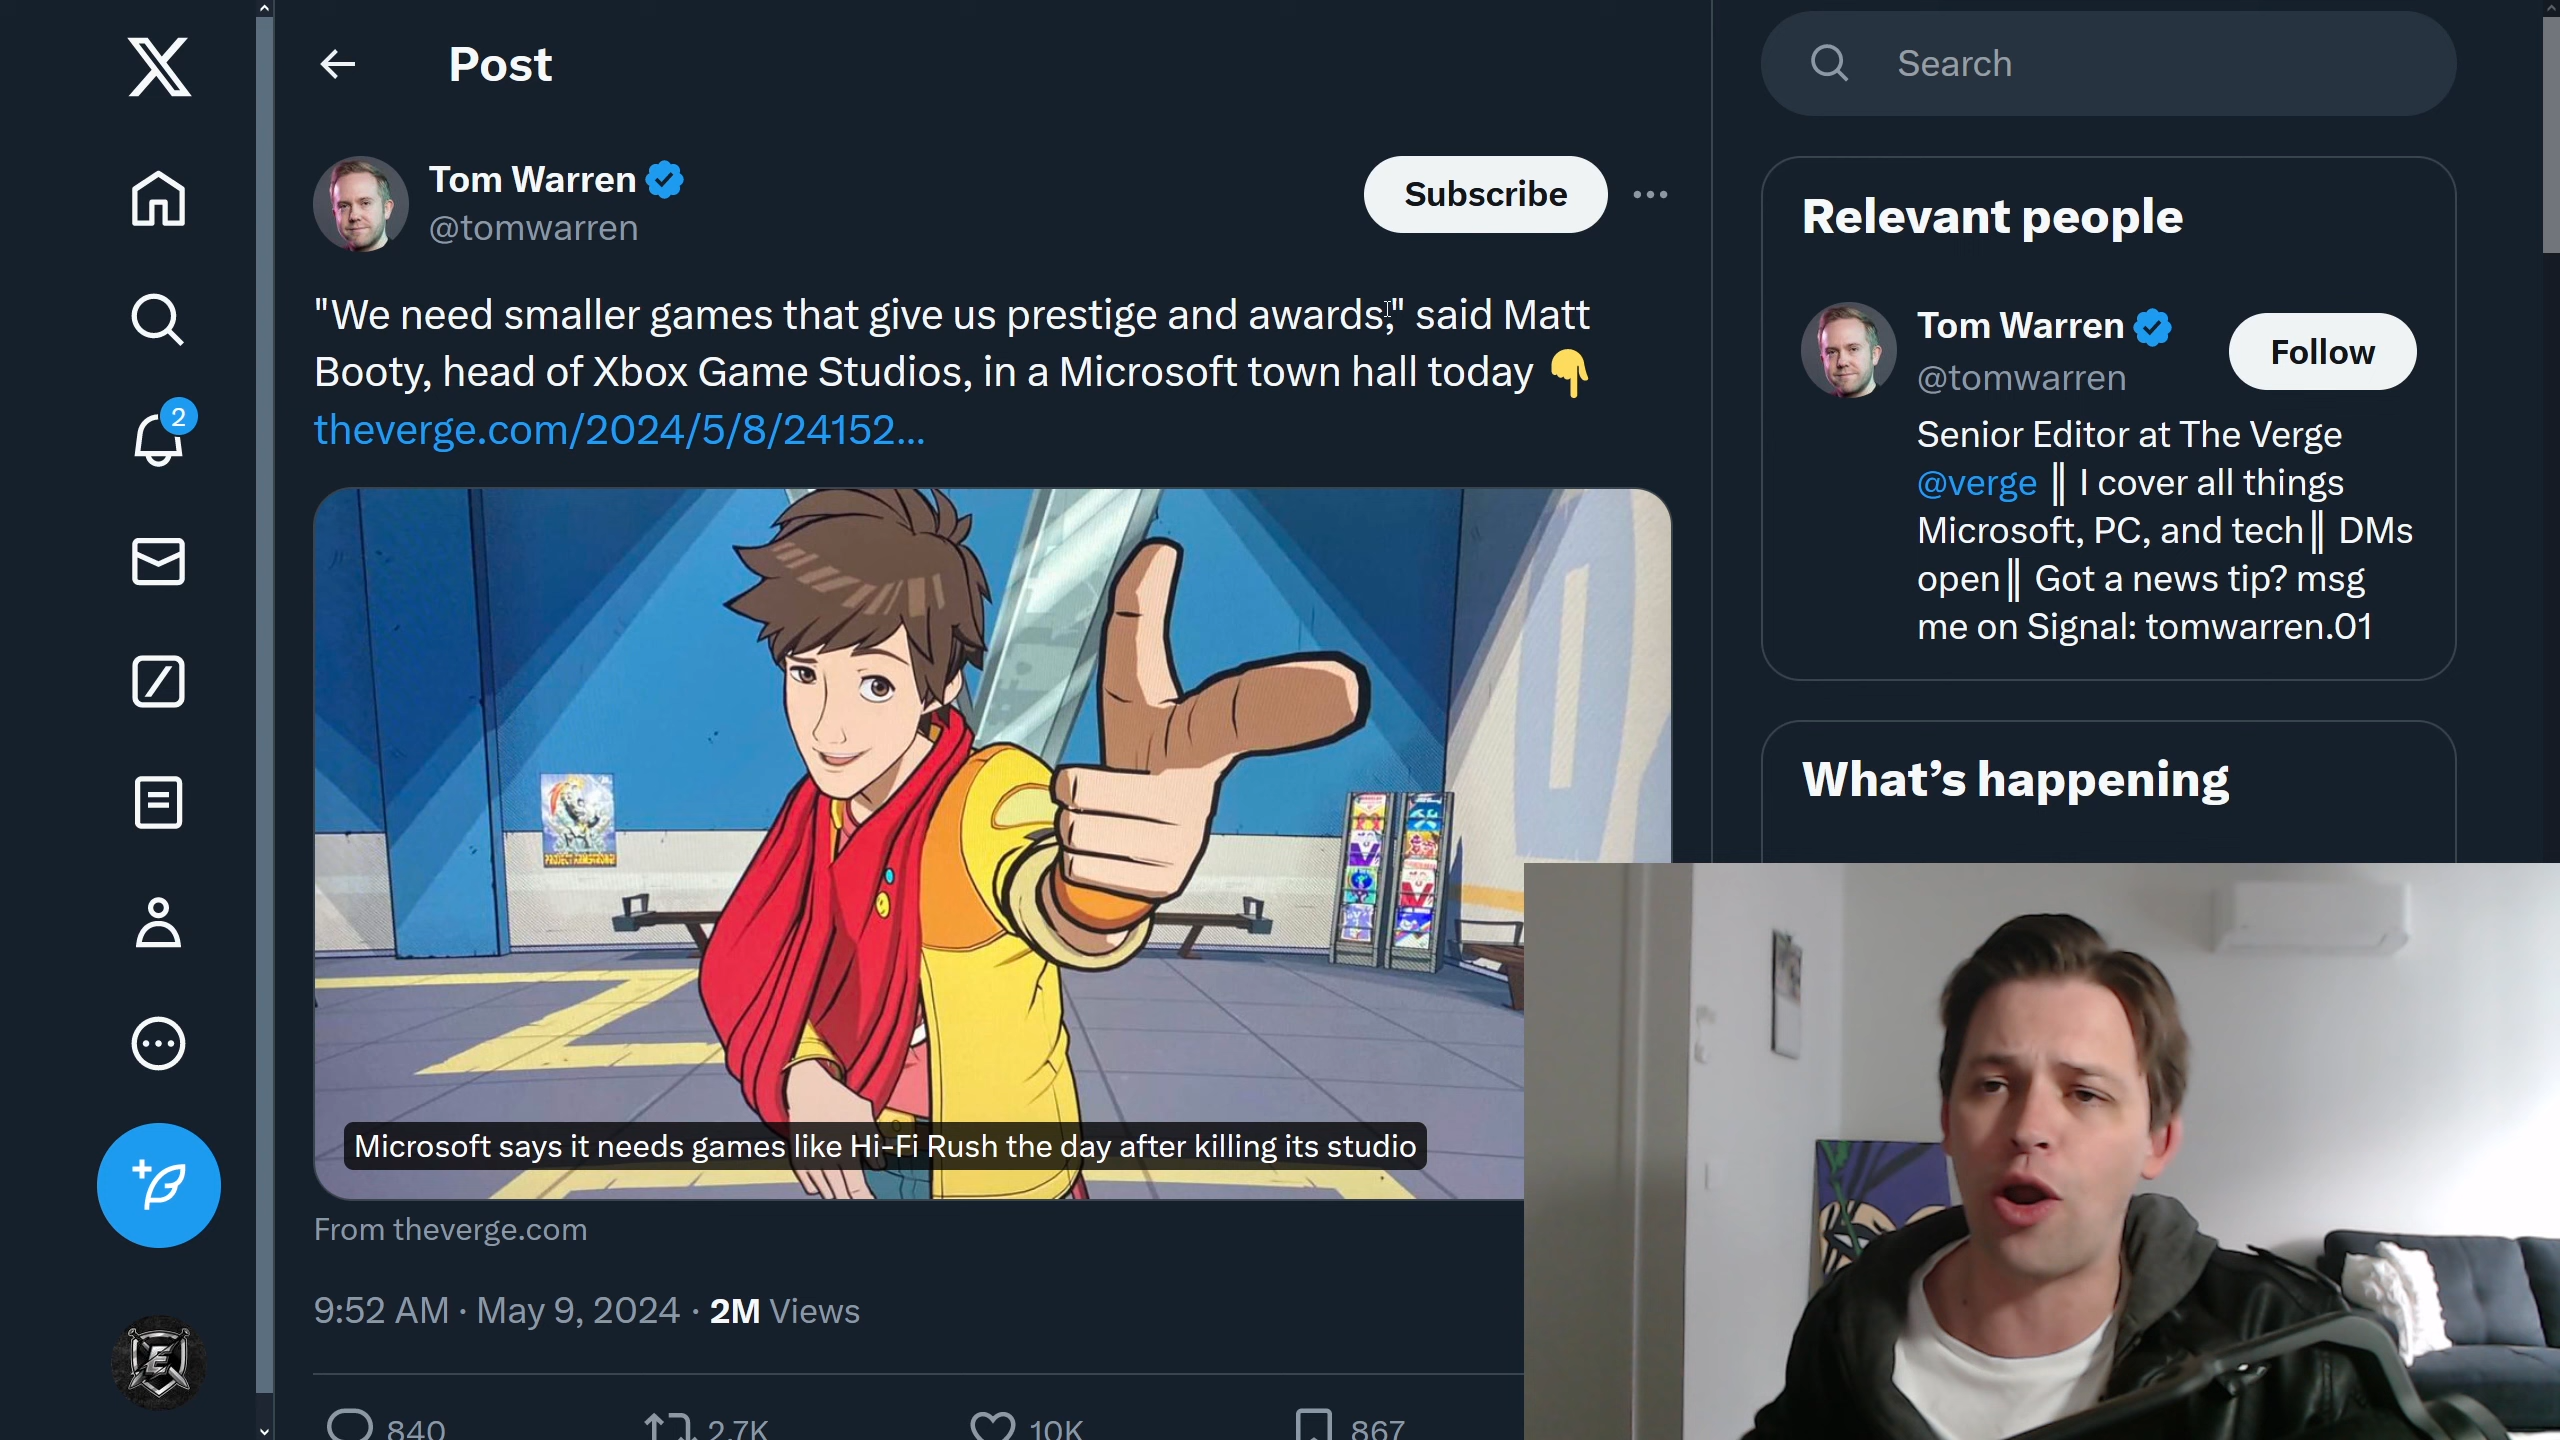 Post
Search
Tom Warren
@tomwarren
Subscribe
"We need smaller games that give us prestige and awards," said Matt
Booty, head of Xbox Game Studios, in a Microsoft town hall today 👇
theverge.com/2024/5/8/24152…
PROJECT ARMSTRONG
Microsoft says it needs games like Hi-Fi Rush the day after killing its studio
From theverge.com
9:52 AM · May 9, 2024 · 2M Views
840
2.7K
10K
867
2
Relevant people
Tom Warren
@tomwarren
Follow
Senior Editor at The Verge
@verge ║ I cover all things
Microsoft, PC, and tech║ DMs
open║ Got a news tip? msg
me on Signal: tomwarren.01
What's happening